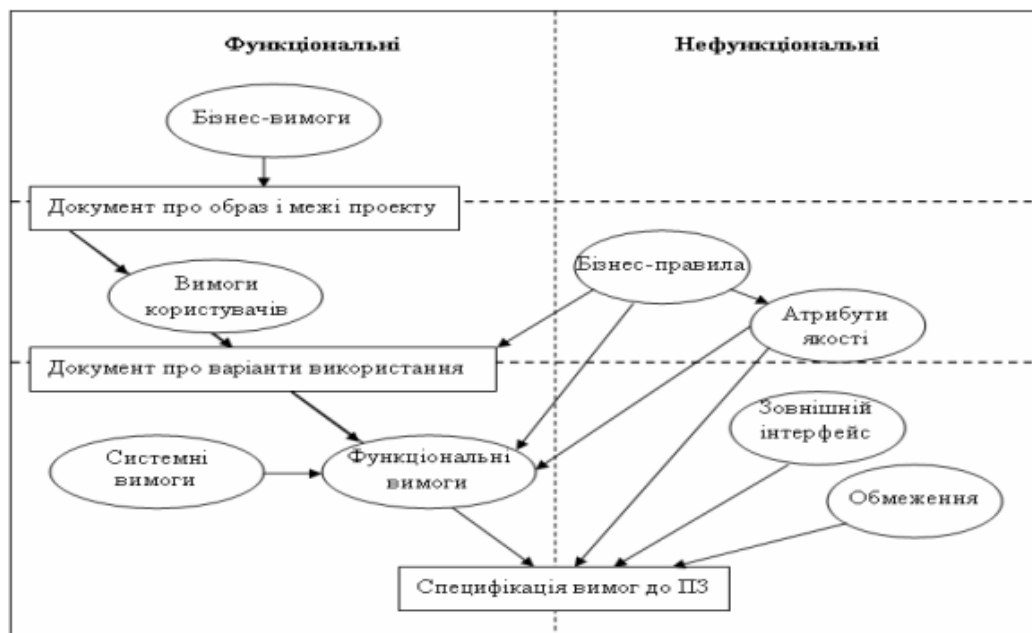 Функціональні
Нефункціональні
Бізнес-вимоги
Документ про образ і межі проекту
Бізнес-правила
Вимоги
користувачів
Атрибути
якості
Документ про варіанти використання
Зовнішній
інтерфейс
Системні
вимоги
Функціональні
вимоги
Обмеження
Специфікація вимог до ПЗ